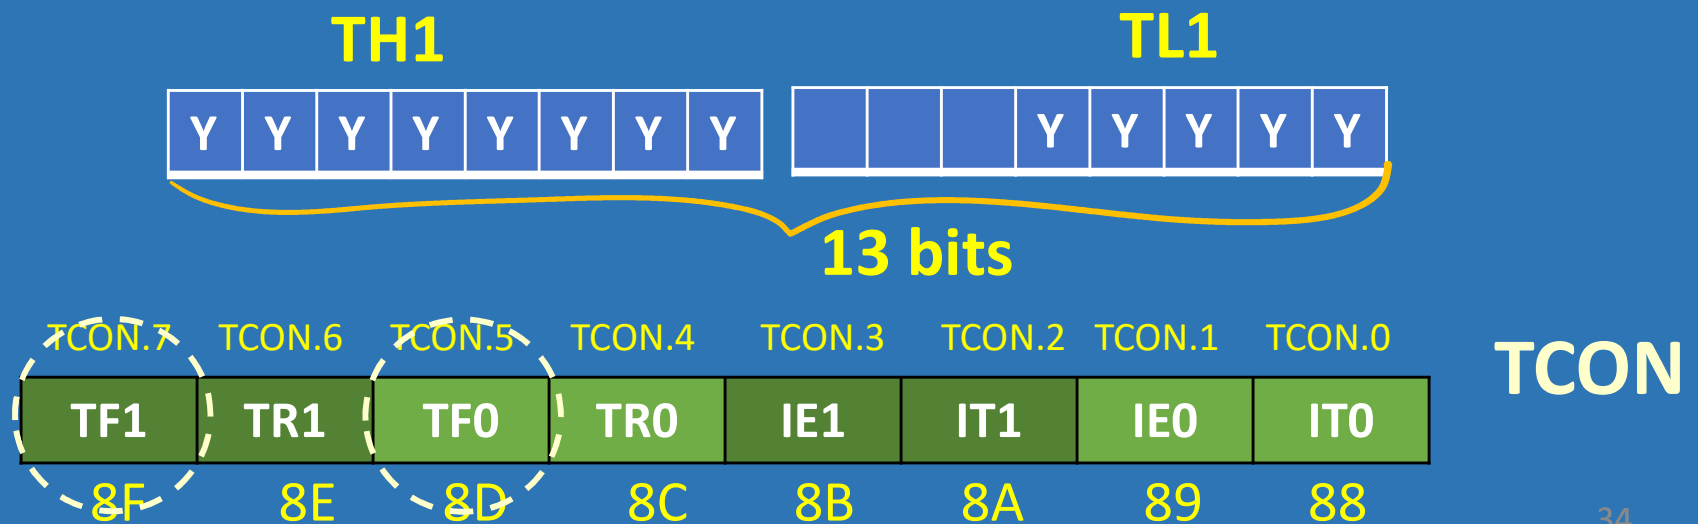 TH1 TL1
Y Y Y Y Y Y Y Y Y Y Y Y Y
13 bits
TCON.7 TCON.6 TCON.5 TCON.4 TCON.3 TCON.2 TCON.1 TCON.0
TCON
TF1 TR1 TF0 TR0 IE1 IT1 IE0 IT0
8F 8E 8D 8C 8B 8A 89 88
34